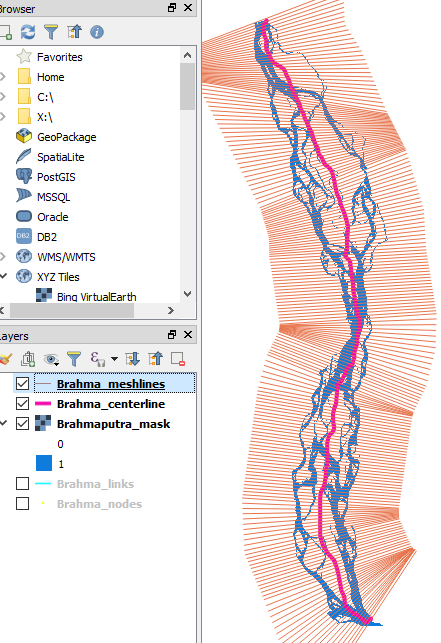 Browser
Favorites
Home
C:\
X:\
GeoPackage
SpatiaLite
PostGIS
MSSQL
Oracle
DB2
DB2
WMS/WMTS
XYZ Tiles
Bing VirtualEarth
Layers
Brahma_meshlines
Brahma_centerline
Brahmaputra_mask
0
1
Brahma_links
Brahma_nodes